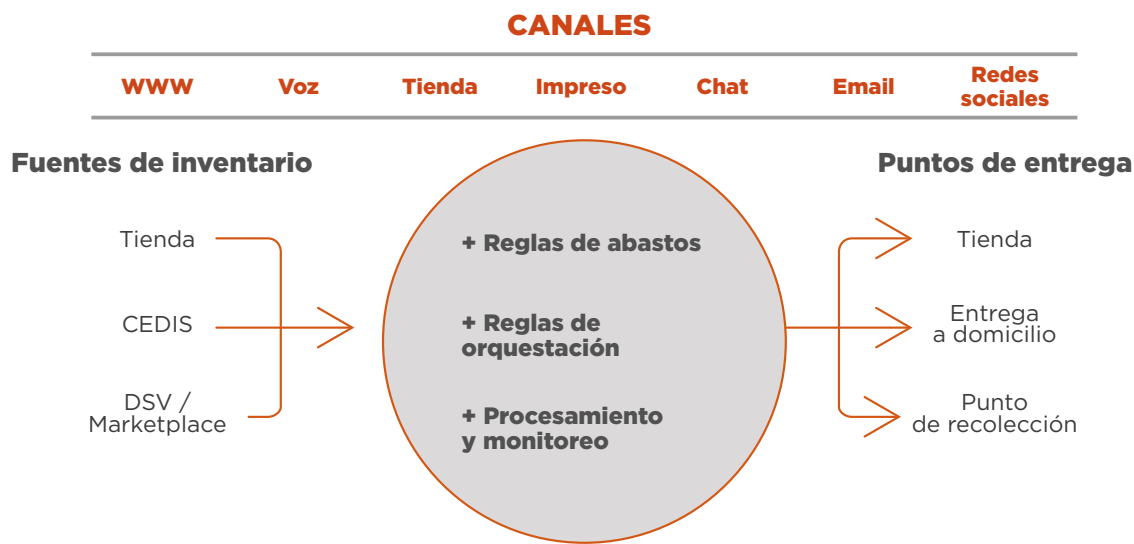 CANALES
WWW
Voz
Tienda
Impreso
Chat
Email
Redes
sociales
Fuentes de inventario
Tienda
CEDIS
DSV /
Marketplace
+ Reglas de abastos
+ Reglas de
orquestación
+ Procesamiento
y monitoreo
Puntos de entrega
Tienda
Entrega
a domicilio
Punto
de recolección